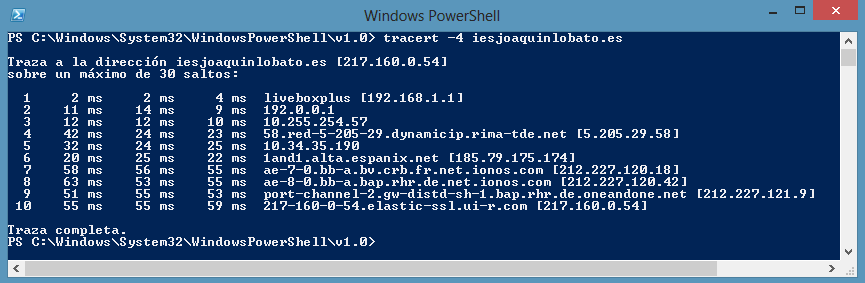 Windows PowerShell
PS C:\Windows\System32\WindowsPowerShell\v1.0> tracert -4 iesjoaquinlobato.es
Traza a la dirección iesjoaquinlobato.es [217.160.0.54]
sobre un máximo de 30 saltos:
1 2 ms 2 ms 4 ms liveboxplus [192.168.1.1]
2 11 ms 14 ms 9 ms 192.0.0.1
3 12 ms 12 ms 10 ms 10.255.254.57
4 42 ms 24 ms 23 ms 58.red-5-205-29.dynamicip.rima-tde.net [5.205.29.58]
5 32 ms 24 ms 25 ms 10.34.35.190
6 20 ms 25 ms 22 ms 1and1.alta.espanix.net [185.79.175.174]
7 58 ms 56 ms 55 ms ae-7-0.bb-a.bv.crb.fr.net.ionos.com [212.227.120.18]
8 63 ms 53 ms 55 ms ae-8-0.bb-a.bap.rhr.de.net.ionos.com [212.227.120.42]
9 51 ms 55 ms 53 ms port-channel-2.gw-distd-sh-1.bap.rhr.de.oneandone.net [212.227.121.9]
10 55 ms 55 ms 59 ms 217-160-0-54.elastic-ssl.ui-r.com [217.160.0.54]
Traza completa.
PS C:\Windows\System32\WindowsPowerShell\v1.0>